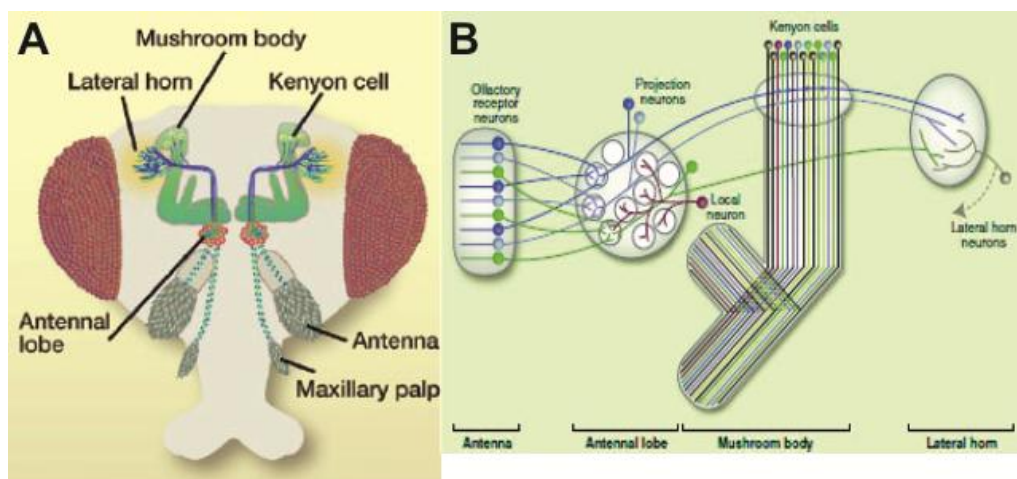 A
Mushroom body
Lateral horn
Kenyon cell
Antennal
lobe
Antenna
Maxillary palp
B
Kenyon cells
Olfactory
receptor
neurons
Projection
neurons
Local
neuron
Lateral horn
neurons
Antenna
Antennal lobe
Mushroom body
Lateral horn